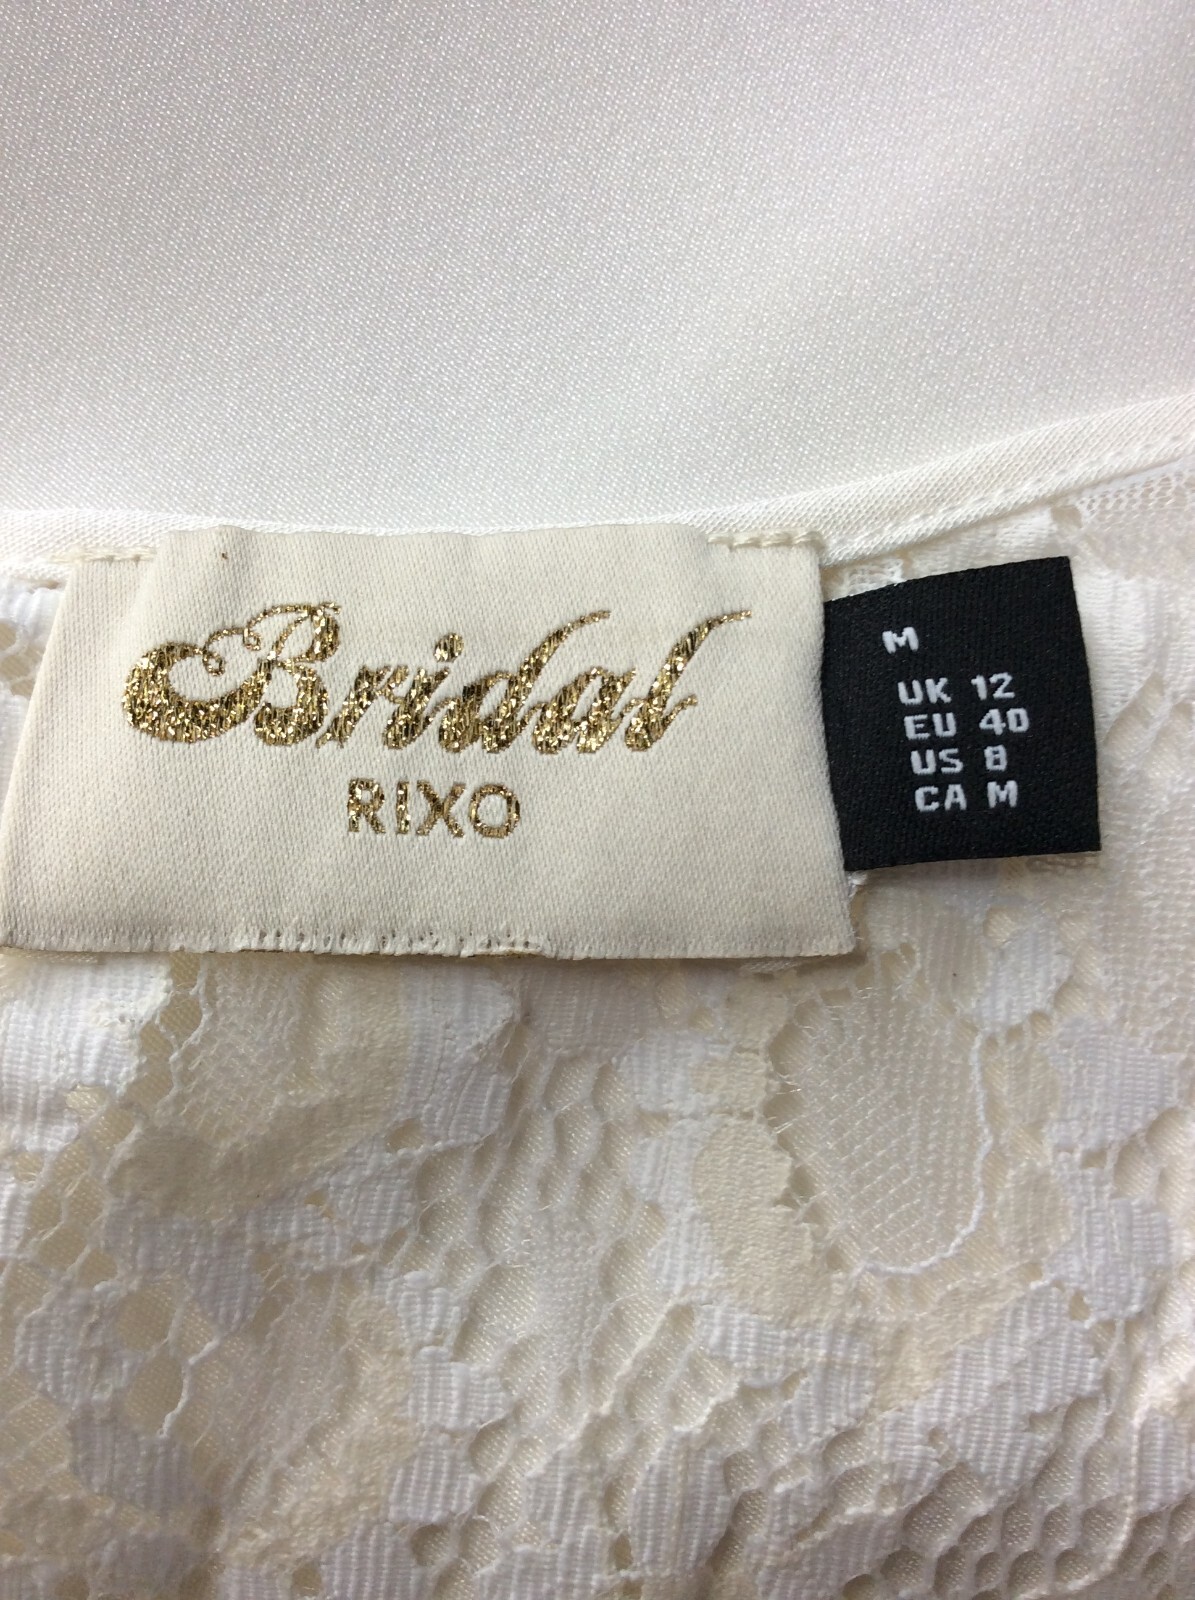 Bridal
RIXO
M
UK 12
EU 40
US 8
CA M